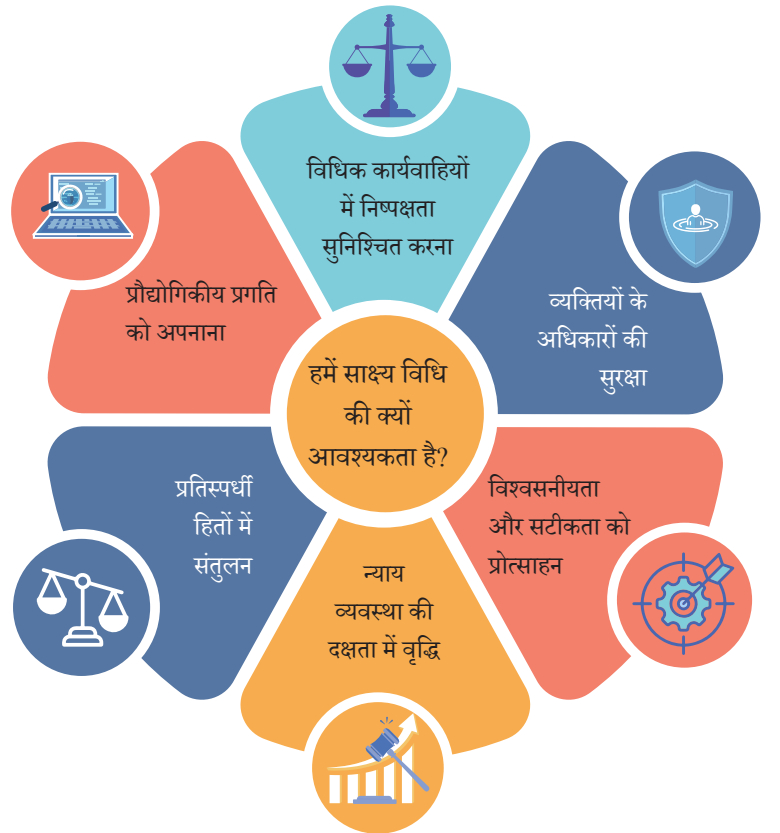 विधिक कार्यवाहियों
में निष्पक्षता
सुनिश्चित करना
व्यक्तियों के
अधिकारों की
सुरक्षा
विश्वसनीयता
और सटीकता को
प्रोत्साहन
न्याय
व्यवस्था की
दक्षता में वृद्धि
प्रतिस्पर्धी
हितों में
संतुलन
प्रौद्योगिकीय प्रगति
को अपनाना
हमें साक्ष्य विधि
की क्यों
आवश्यकता है?